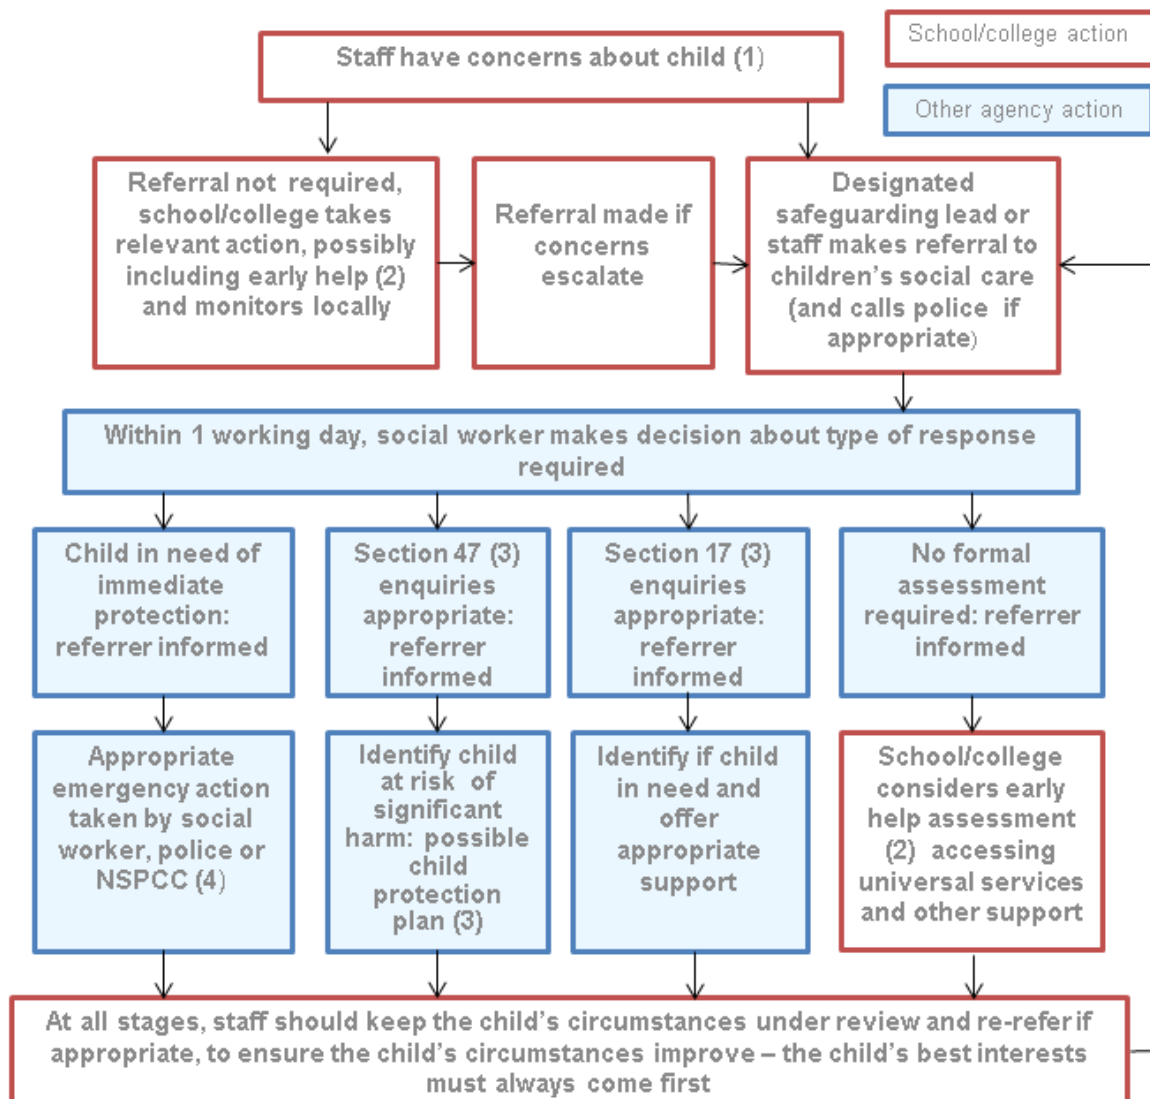 School/college action
Staff have concerns about child (1)
Other agency action
Referral not required,
school/college takes
relevant action, possibly
including early help (2)
and monitors locally
Referral made if
concerns
escalate
Designated
safeguarding lead or
staff makes referral to
children's social care
(and calls police if
appropriate)
Within 1 working day, social worker makes decision about type of response
required
Child in need of
immediate
protection:
referrer informed
Section 47 (3)
enquiries
appropriate:
referrer
informed
Section 17 (3)
enquiries
appropriate:
referrer
informed
No formal
assessment
required: referrer
informed
Appropriate
emergency action
taken by social
worker, police or
NSPCC (4)
Identify child
at risk of
significant
harm: possible
child
protection
plan (3)
Identify if child
in need and
offer
appropriate
support
School/college
considers early
help assessment
(2) accessing
universal services
and other support
At all stages, staff should keep the child's circumstances under review and re-refer if
appropriate, to ensure the child's circumstances improve – the child's best interests
must always come first